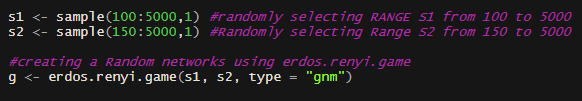 s1 <- sample(100:5000,1) #randomly selecting RANGE S1 from 100 to 5000
s2 <- sample(150:5000,1) #Randomly selecting Range S2 from 150 to 5000
#creating a Random networks using erdos.renyi.game
g <- erdos.renyi.game(s1, s2, type = "gnm")